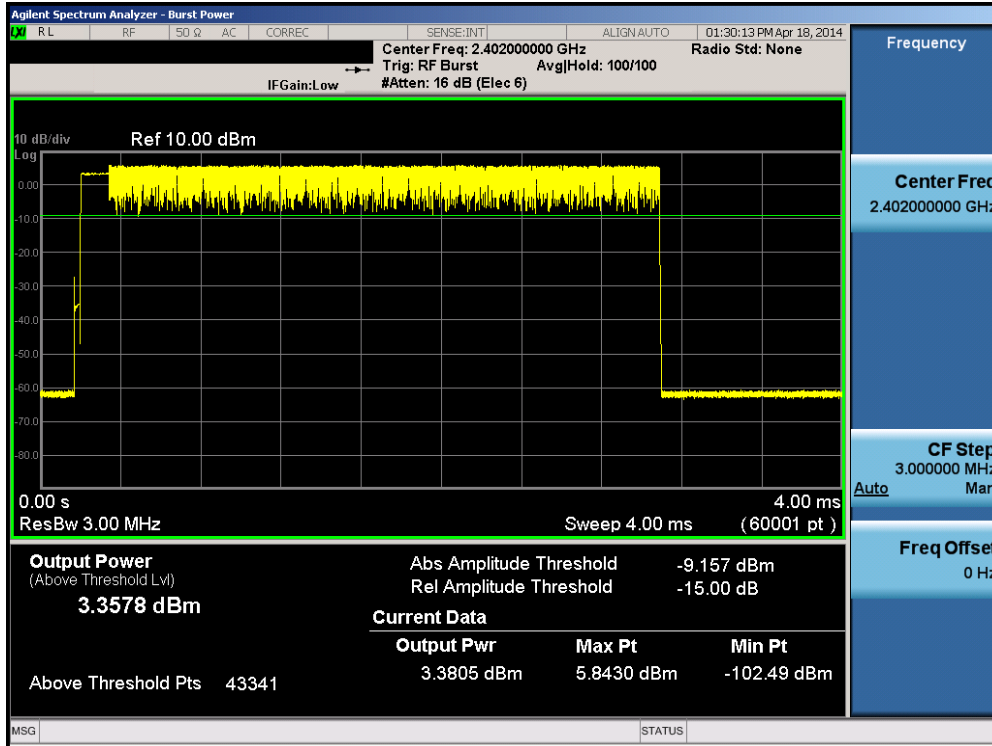 Agilent Spectrum Analyzer - Burst Power
LXI RL RF 50 Ω AC CORREC SENSE:INT ALIGN AUTO 01:30:13 PM Apr 18, 2014
Center Freq: 2.402000000 GHz Radio Std: None
Trig: RF Burst Avg|Hold: 100/100
IFGain:Low #Atten: 16 dB (Elec 6)
10 dB/div Ref 10.00 dBm
Log
0.00
-10.0
-20.0
-30.0
-40.0
-50.0
-60.0
-70.0
-80.0
0.00 s 4.00 ms
ResBw 3.00 MHz Sweep 4.00 ms (60001 pt)
Output Power
(Above Threshold Lvl)
3.3578 dBm
Above Threshold Pts 43341
Abs Amplitude Threshold -9.157 dBm
Rel Amplitude Threshold -15.00 dB
Current Data
Output Pwr Max Pt Min Pt
3.3805 dBm 5.8430 dBm -102.49 dBm
MSG STATUS
Frequency
Center Freq
2.402000000 GHz
CF Step
3.000000 MHz
Auto Man
Freq Offset
0 Hz